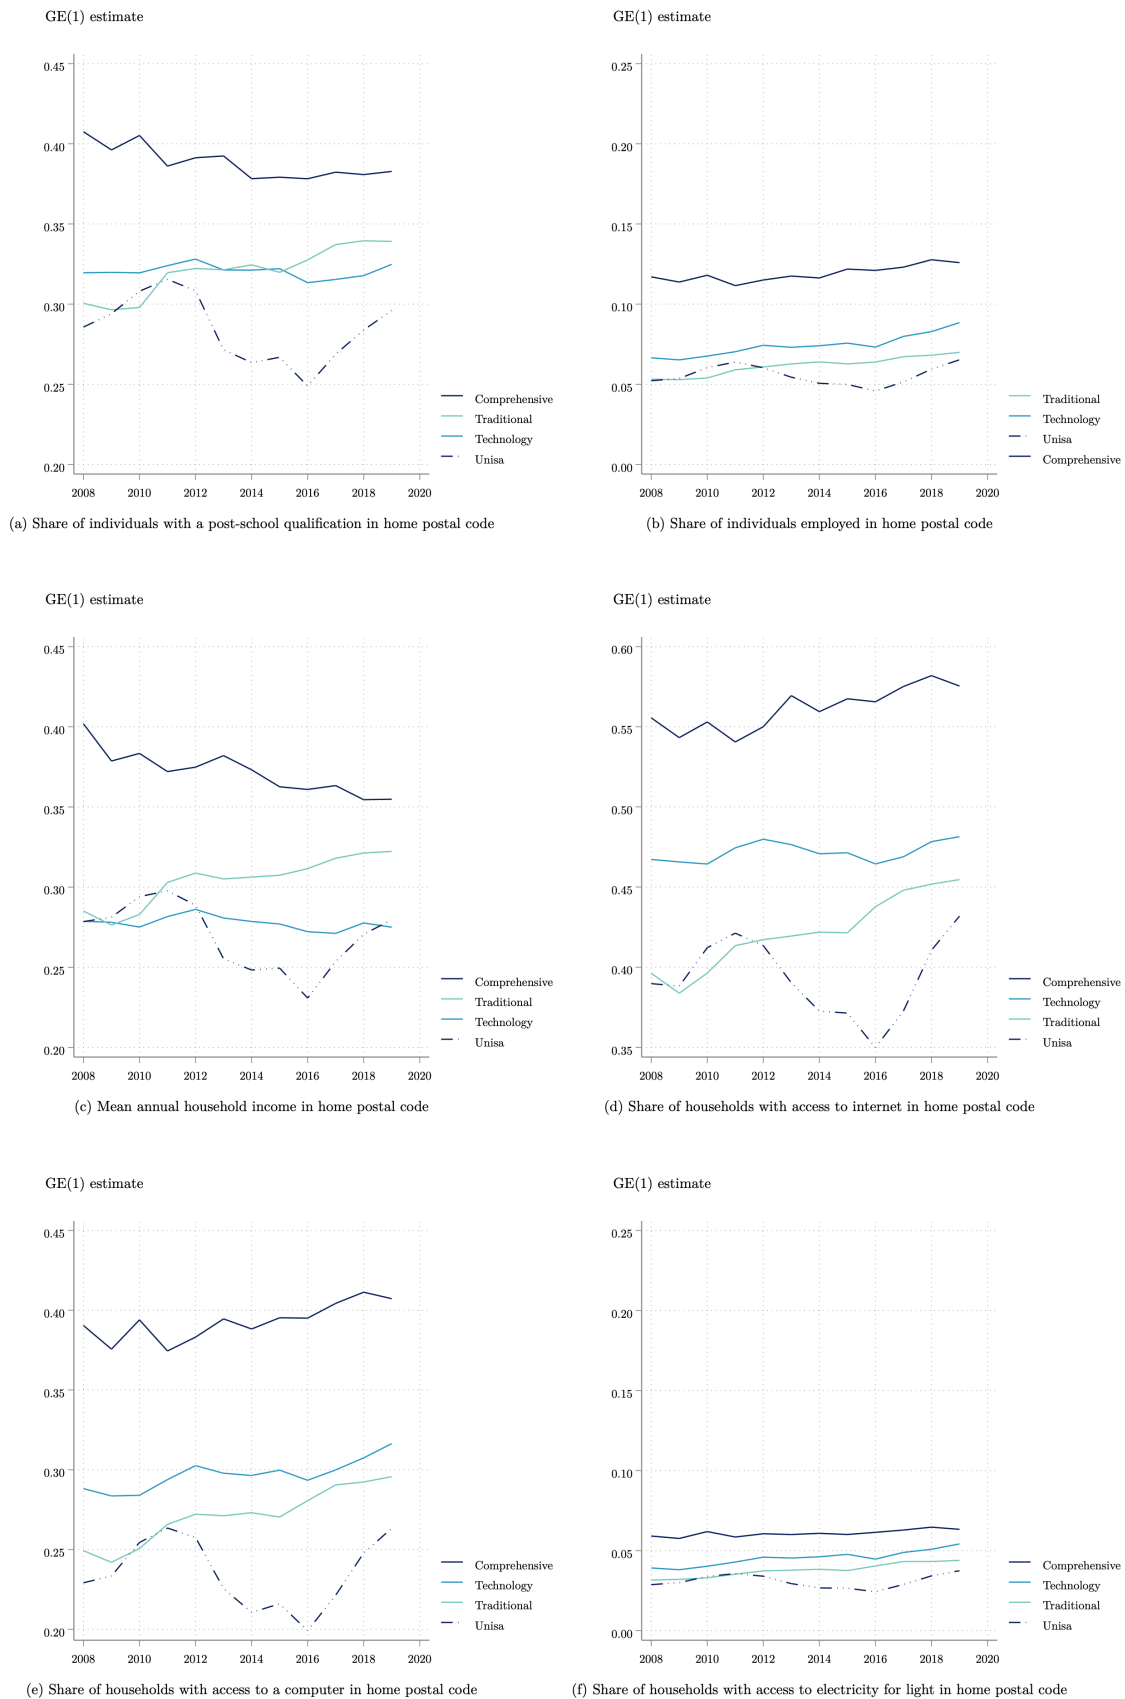 GE(1) estimate
0.45
0.40
0.35
0.30
0.25
0.20
2008 2010 2012 2014 2016 2018 2020
Comprehensive
Traditional
Technology
Unisa
(a) Share of individuals with a post-school qualification in home postal code
GE(1) estimate
0.25
0.20
0.15
0.10
0.05
0.00
2008 2010 2012 2014 2016 2018 2020
Traditional
Technology
Unisa
Comprehensive
(b) Share of individuals employed in home postal code
GE(1) estimate
0.45
0.40
0.35
0.30
0.25
0.20
2008 2010 2012 2014 2016 2018 2020
Comprehensive
Traditional
Technology
Unisa
(c) Mean annual household income in home postal code
GE(1) estimate
0.60
0.55
0.50
0.45
0.40
0.35
2008 2010 2012 2014 2016 2018 2020
Comprehensive
Technology
Traditional
Unisa
(d) Share of households with access to internet in home postal code
GE(1) estimate
0.45
0.40
0.35
0.30
0.25
0.20
2008 2010 2012 2014 2016 2018 2020
Comprehensive
Technology
Traditional
Unisa
(e) Share of households with access to a computer in home postal code
GE(1) estimate
0.25
0.20
0.15
0.10
0.05
0.00
2008 2010 2012 2014 2016 2018 2020
Comprehensive
Technology
Traditional
Unisa
(f) Share of households with access to electricity for light in home postal code